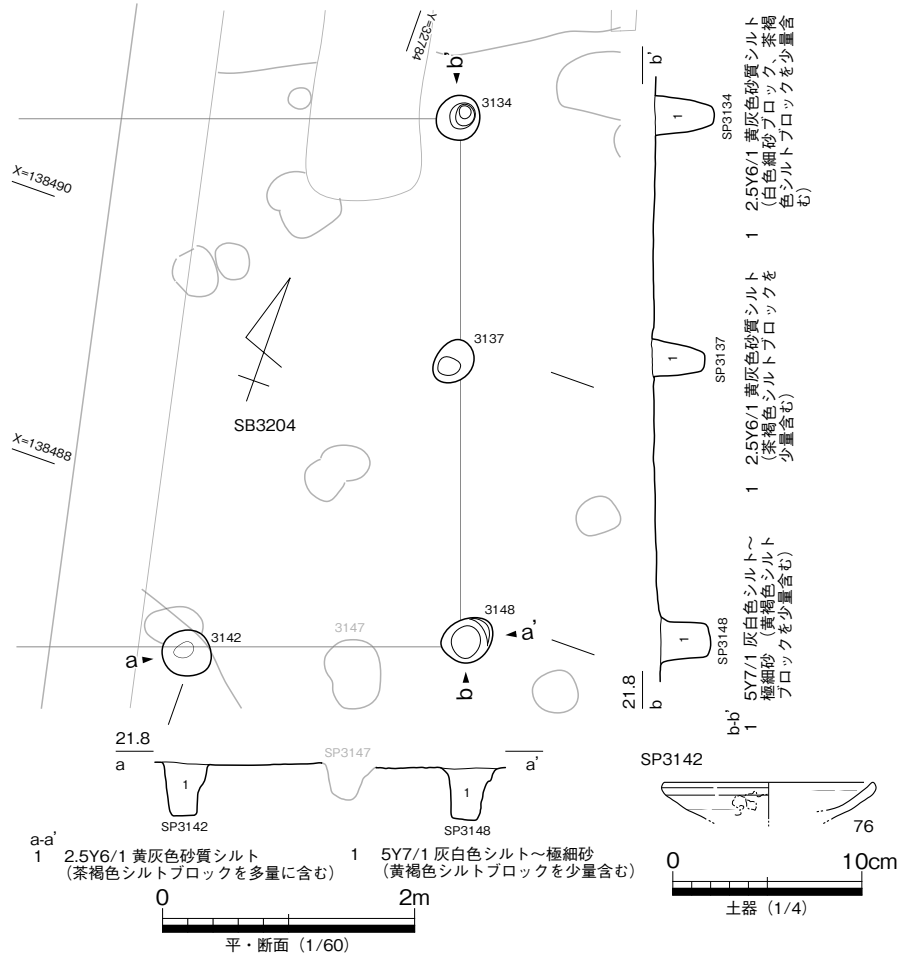 Y=32784
b'
3134
X=138490
3137
SB3204
X=138488
3142
3147
3148
a
a'
b
b'
1
SP3134
1
SP3137
1
SP3148
21.8
b
1 2.5Y6/1 黄灰色砂質シルト
(白色細砂ブロック、茶褐
色シルトブロックを少量含
む)
1 2.5Y6/1 黄灰色砂質シルト
(茶褐色シルトブロックを
少量含む)
b-b'
1 5Y7/1 灰白色シルト～
極細砂 (黄褐色シルト
ブロックを少量含む)
21.8
a
SP3147
a'
1
1
SP3142
SP3148
a-a'
1 2.5Y6/1 黄灰色砂質シルト
(茶褐色シルトブロックを多量に含む)
1 5Y7/1 灰白色シルト～極細砂
(黄褐色シルトブロックを少量含む)
0 2m
平・断面 (1/60)
SP3142
76
0 10cm
土器 (1/4)